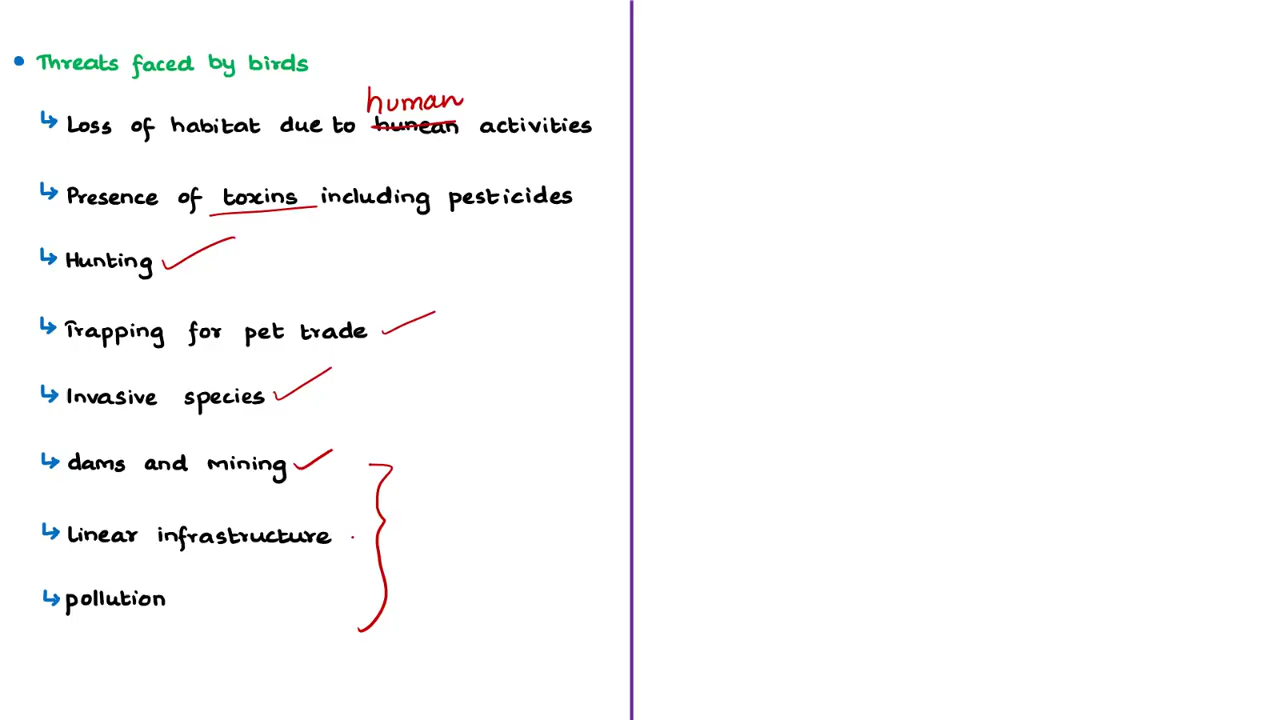 Threats faced by birds
human
Loss of habitat due to hunean activities
Presence of toxins including pesticides
Hunting
Trapping for pet trade
Invasive species
dams and mining
Linear infrastructure
pollution